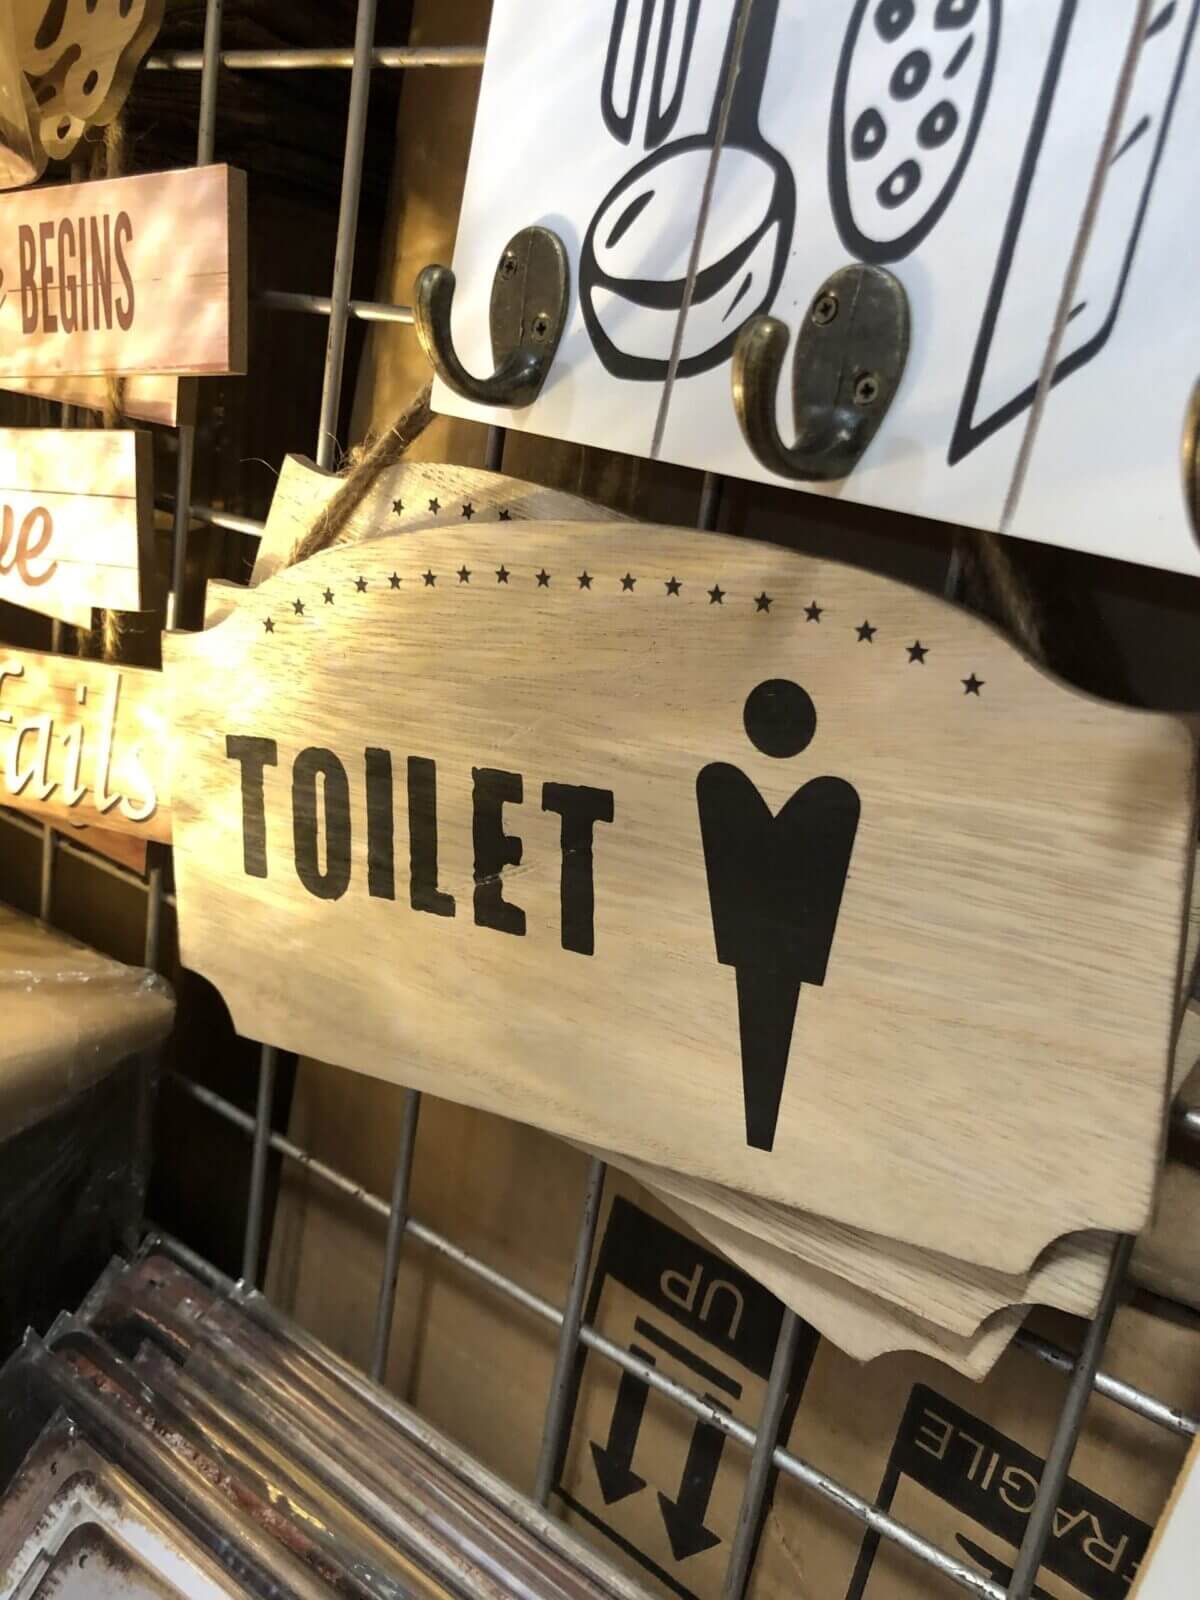 BEGINS
ve
fails
TOILET
UP
FRAGILE